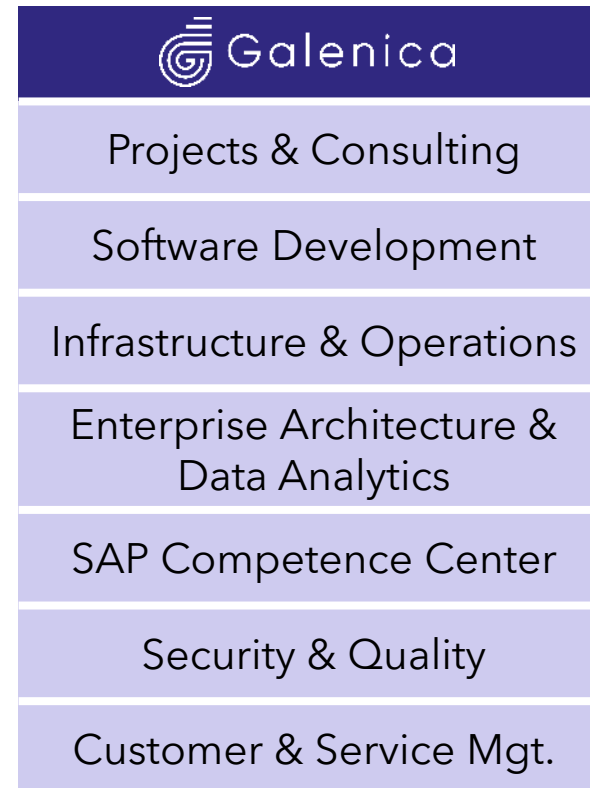 Galenica
Projects & Consulting
Software Development
Infrastructure & Operations
Enterprise Architecture &
Data Analytics
SAP Competence Center
Security & Quality
Customer & Service Mgt.